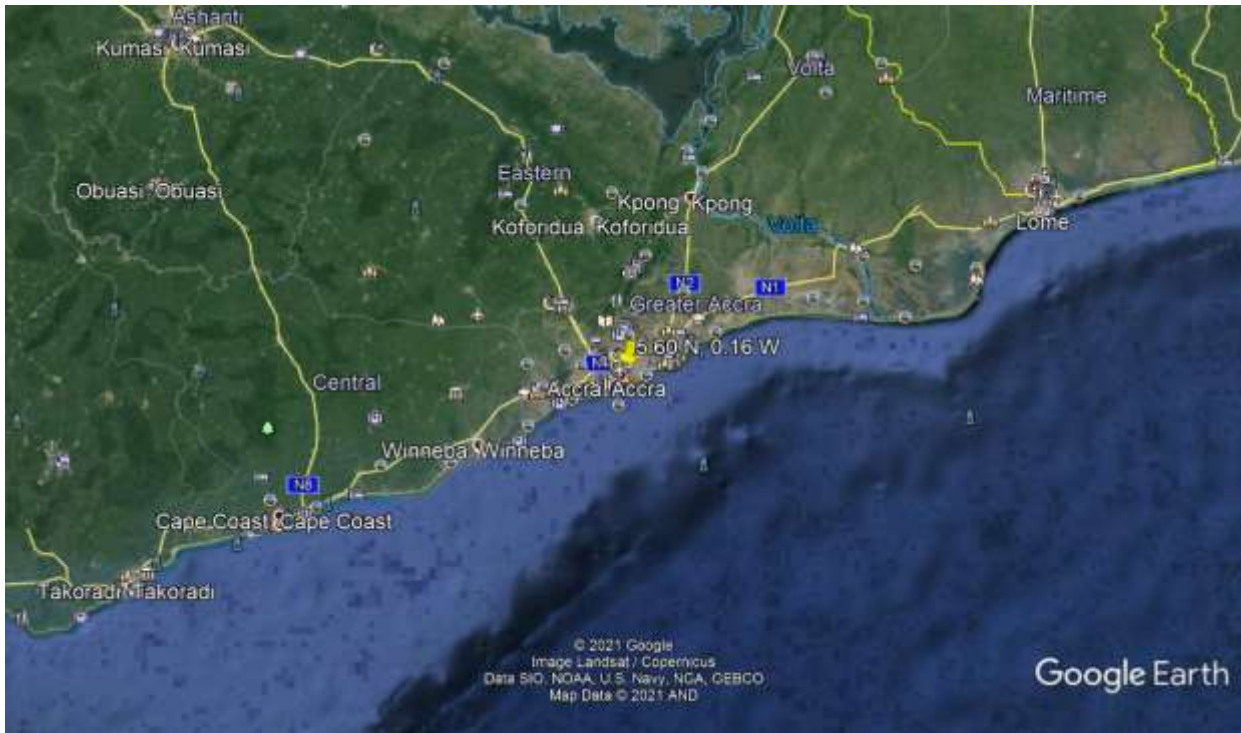 Ashanti
Kumasi Kumasi
Volta
Maritime
Eastern
Obuasi Obuasi
Kpong Kpong
Koforidua Koforidua
Volta
Lome
N2
N1
Greater Accra
5.60 N, 0.16 W
Central
Accra Accra
Winneba Winneba
N8
Cape Coast Cape Coast
Takoradi Takoradi
© 2021 Google
Image Landsat / Copernicus
Data SIO, NOAA, U.S. Navy, NGA, GEBCO
Map Data © 2021 AND
Google Earth